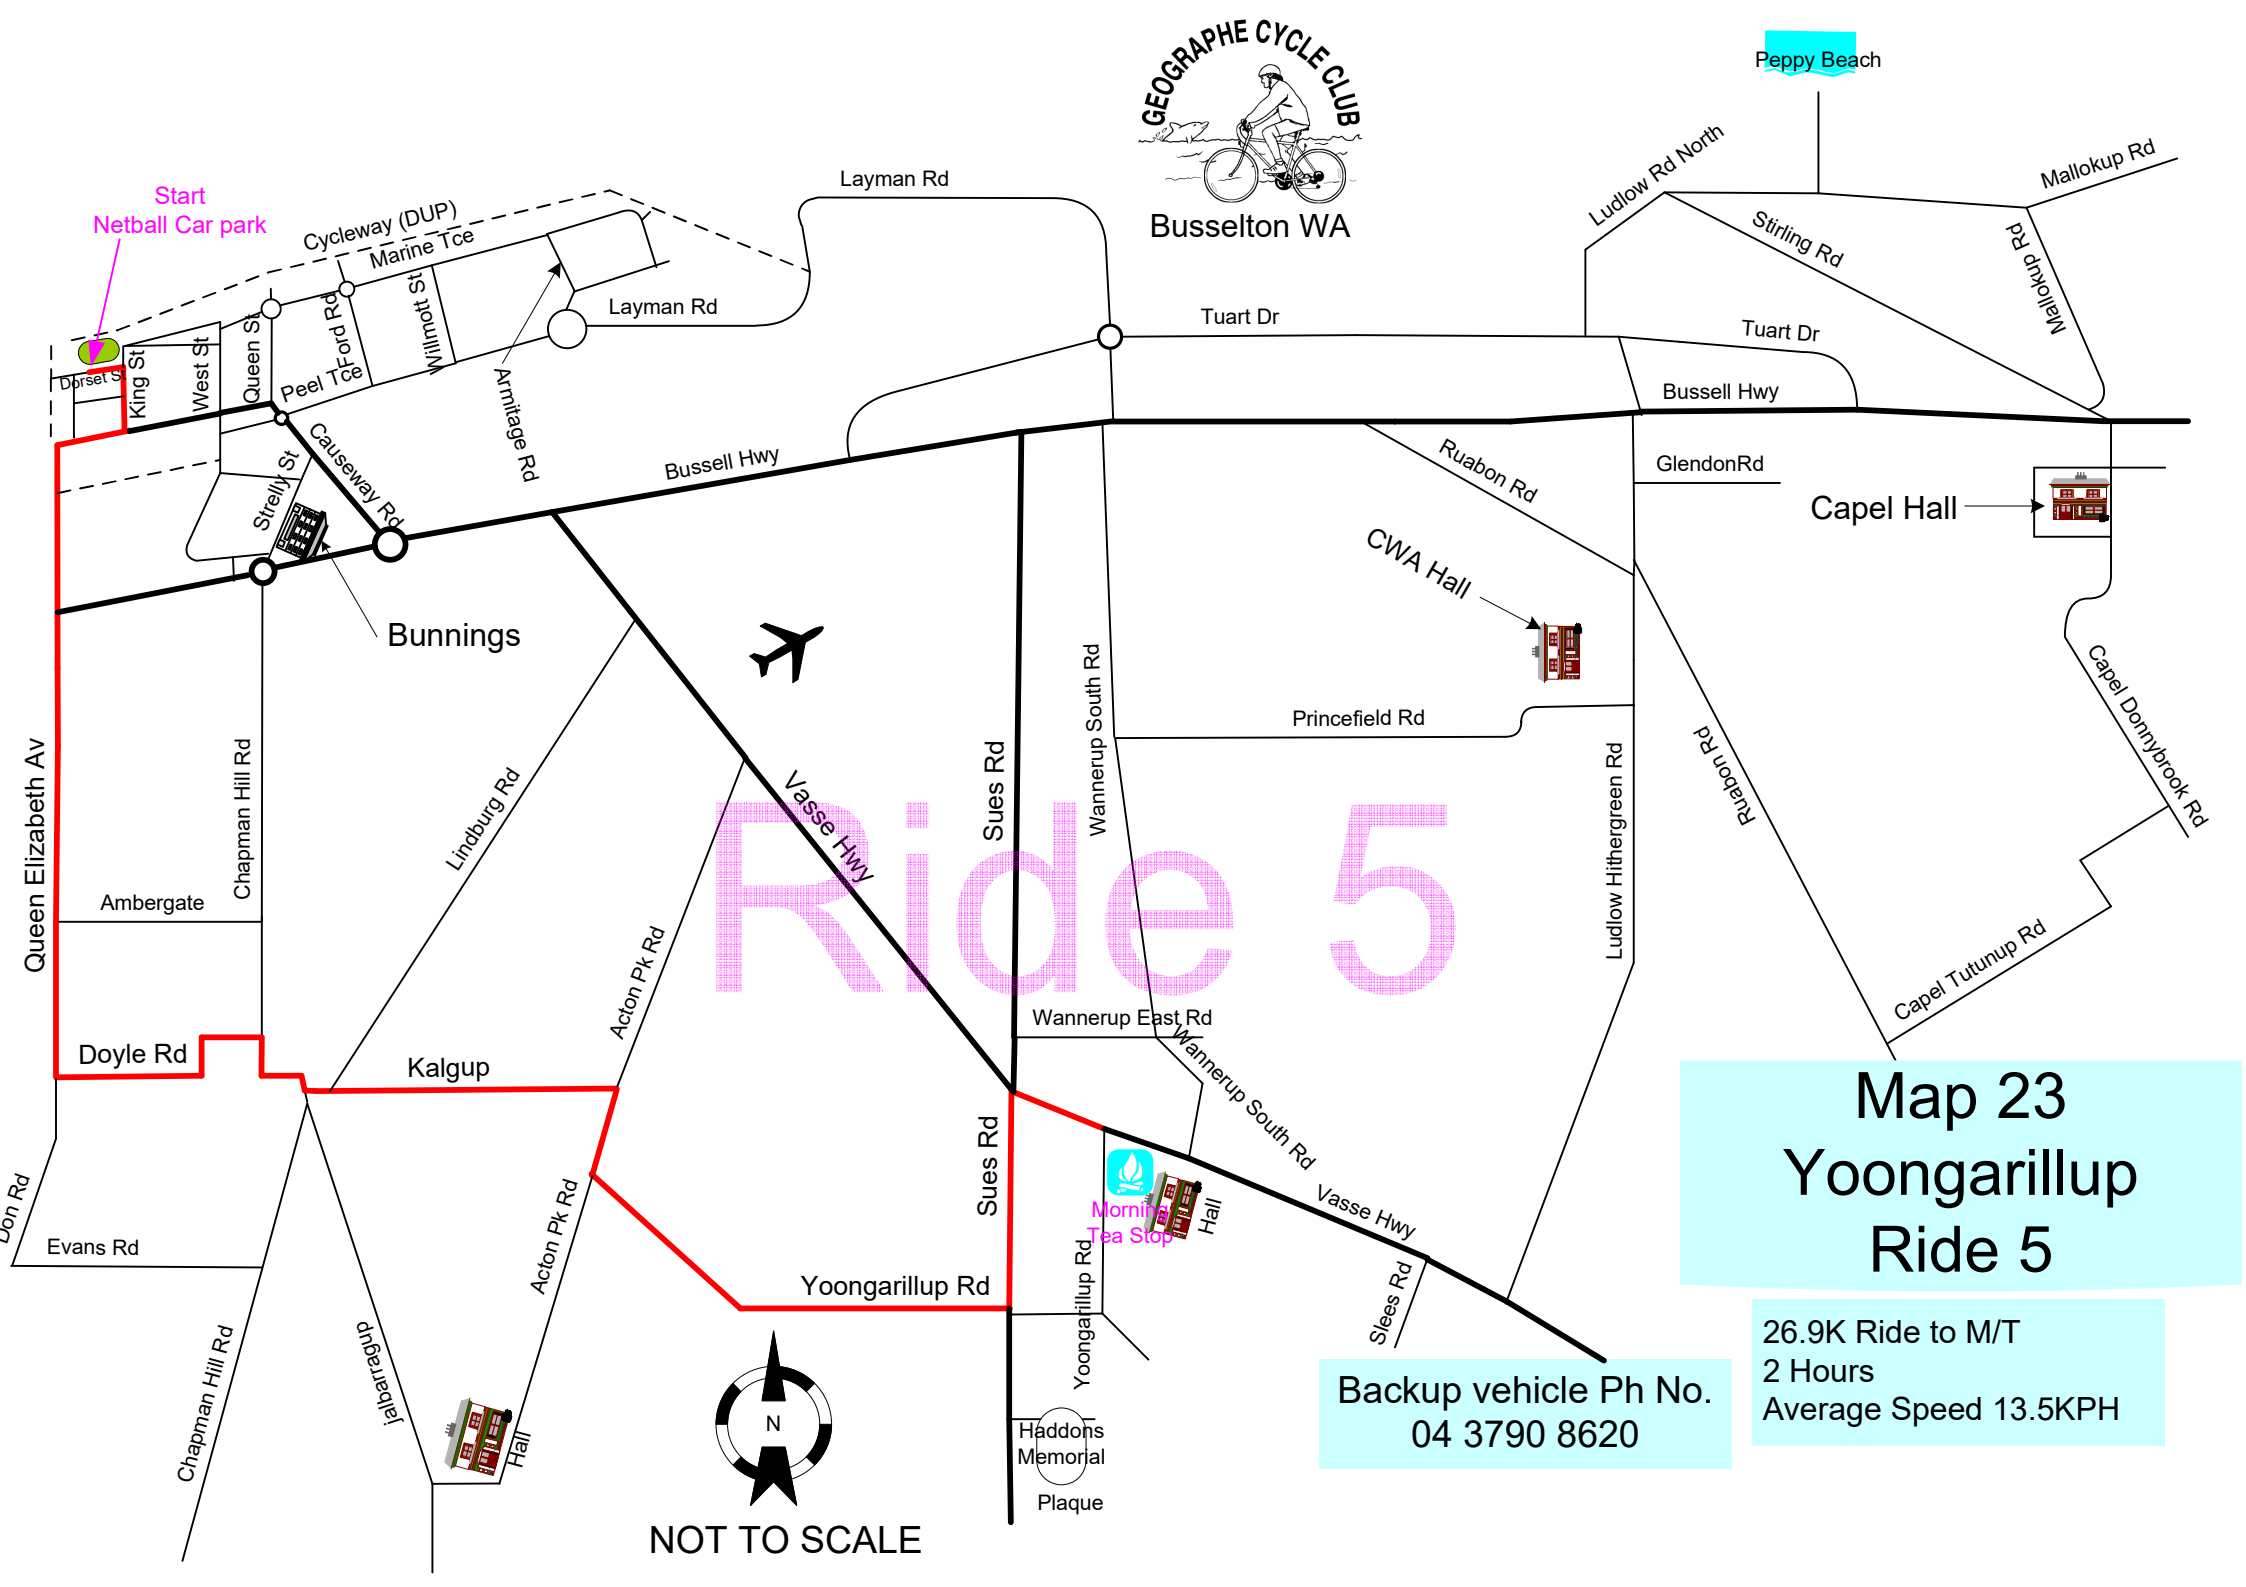 GEOGRAPHE CYCLE CLUB
Busselton WA
Peppy Beach
Start
Netball Car park
Cycleway (DUP)
Marine Tce
Layman Rd
Layman Rd
Ludlow Rd North
Mallokup Rd
Stirling Rd
Mallokup Rd
Tuart Dr
Tuart Dr
Dorset St
King St
West St
Queen St
Ford Rd
Willmott St
Peel Tce
Armitage Rd
Causeway Rd
Strelly St
Bussell Hwy
Bussell Hwy
Ruabon Rd
GlendonRd
Capel Hall
CWA Hall
Bunnings
Queen Elizabeth Av
Chapman Hill Rd
Lindburg Rd
Vasse Hwy
Sues Rd
Wannerup South Rd
Princefield Rd
Ludlow Hithergreen Rd
Ruabon Rd
Capel Donnybrook Rd
Ride 5
Ambergate
Acton Pk Rd
Capel Tutunup Rd
Wannerup East Rd
Wannerup South Rd
Doyle Rd
Kalgup
Sues Rd
Morning
Tea Stop
Hall
Vasse Hwy
Don Rd
Evans Rd
Acton Pk Rd
Yoongarillup Rd
Yoongarillup Rd
Slees Rd
Chapman Hill Rd
jalbarragup
Hall
N
NOT TO SCALE
Haddons
Memorial
Plaque
Map 23
Yoongarillup
Ride 5
26.9K Ride to M/T
2 Hours
Average Speed 13.5KPH
Backup vehicle Ph No.
04 3790 8620